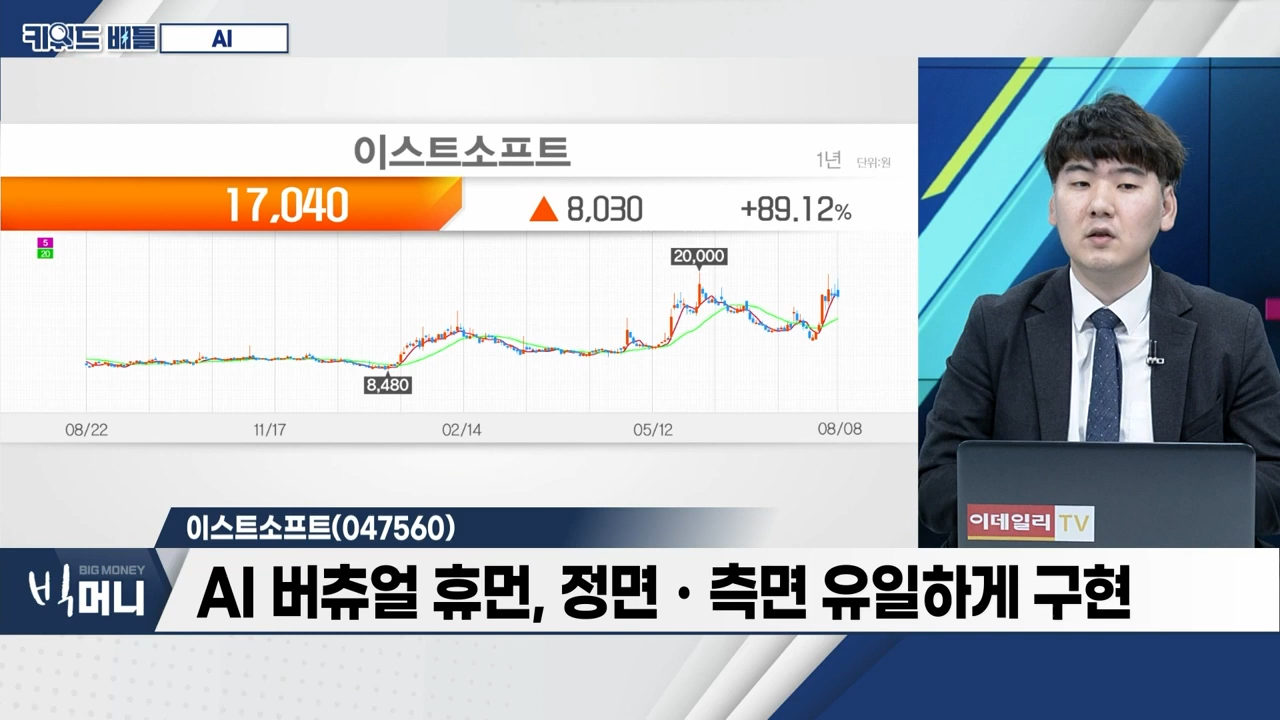 키워드 배틀 AI
이스트소프트
1년 단위:원
17,040 ▲ 8,030 +89.12%
5
20
20,000
8,480
08/22 11/17 02/14 05/12 08/08
이데일리 TV
이스트소프트(047560)
BIG MONEY
빅머니
AI 버츄얼 휴먼, 정면·측면 유일하게 구현